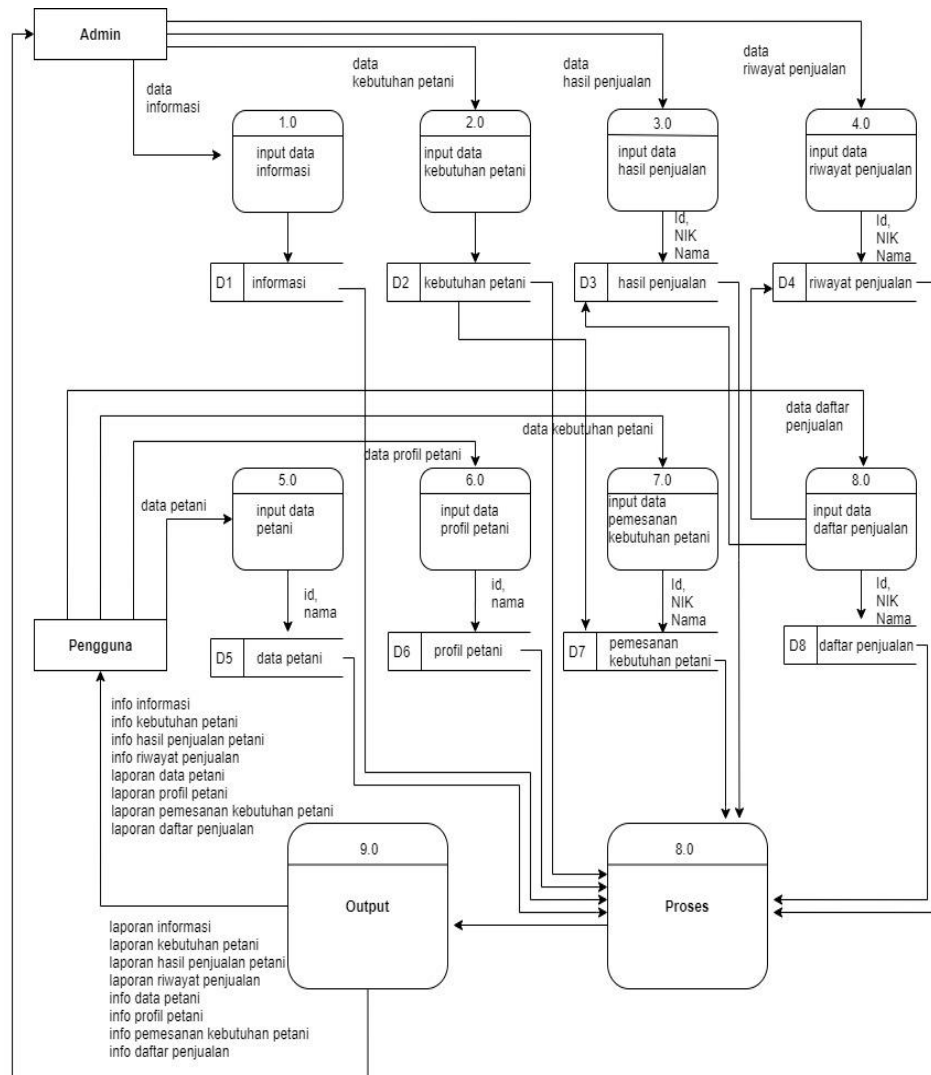 Admin
data
informasi
data
kebutuhan petani
data
hasil penjualan
data
riwayat penjualan
1.0
input data
informasi
2.0
input data
kebutuhan petani
3.0
input data
hasil penjualan
4.0
input data
riwayat penjualan
Id,
NIK
Nama
Id,
NIK
Nama
D1 informasi
D2 kebutuhan petani
D3 hasil penjualan
D4 riwayat penjualan
data petani
data profil petani
data kebutuhan petani
data daftar
penjualan
5.0
input data
petani
6.0
input data
profil petani
7.0
input data
pemesanan
kebutuhan petani
8.0
input data
daftar penjualan
id,
nama
id,
nama
Id,
NIK
Nama
Id,
NIK
Nama
Pengguna
D5 data petani
D6 profil petani
D7 pemesanan
kebutuhan petani
D8 daftar penjualan
info informasi
info kebutuhan petani
info hasil penjualan petani
info riwayat penjualan
laporan data petani
laporan profil petani
laporan pemesanan kebutuhan petani
laporan daftar penjualan
9.0
Output
8.0
Proses
laporan informasi
laporan kebutuhan petani
laporan hasil penjualan petani
laporan riwayat penjualan
info data petani
info profil petani
info pemesanan kebutuhan petani
info daftar penjualan